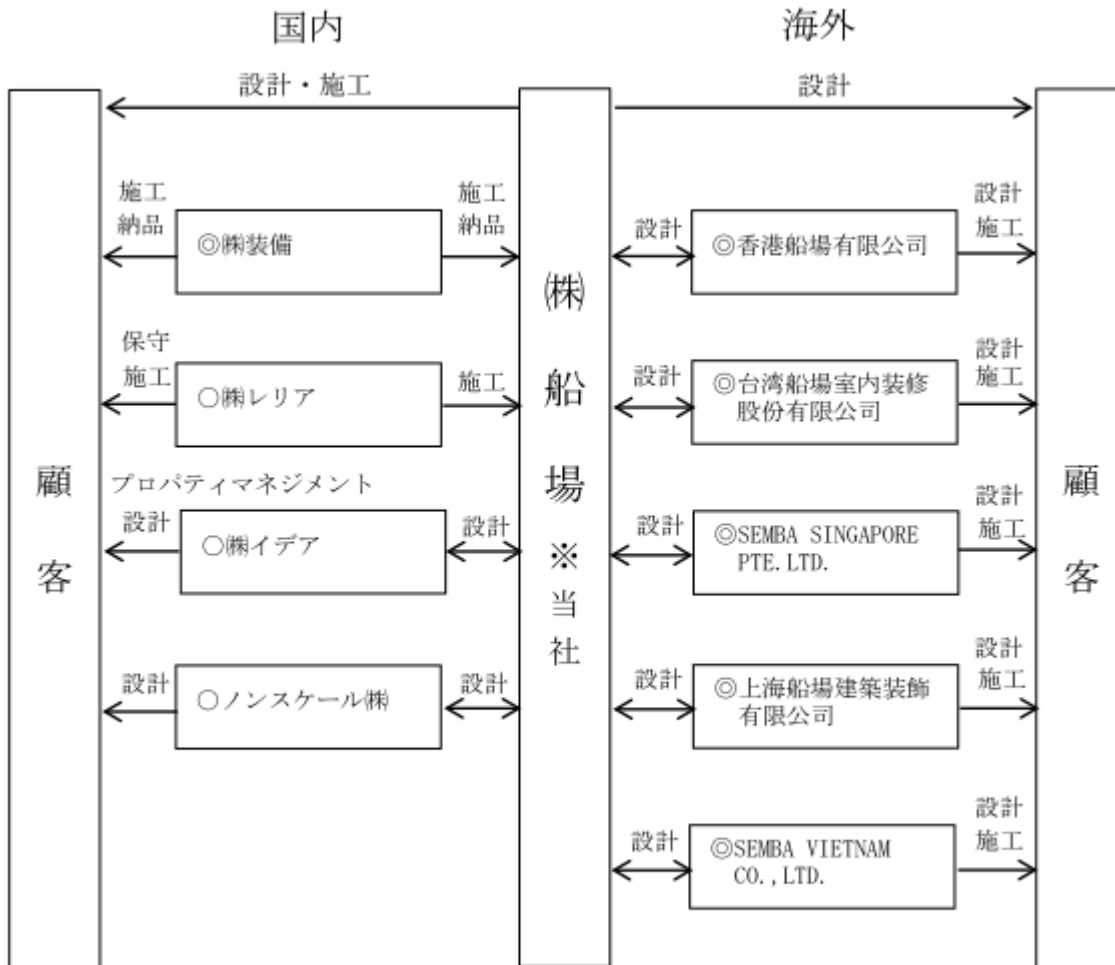 国内
海外
設計・施工
設計
施工
納品
◎㈱装備
施工
納品
設計
◎香港船場有限公司
設計
施工
保守
施工
○㈱レリア
施工
設計
◎台湾船場室内装修
股份有限公司
設計
施工
プロパティマネジメント
設計
○㈱イデア
設計
設計
◎SEMBA SINGAPORE
PTE.LTD.
設計
施工
設計
○ノンスケール㈱
設計
設計
◎上海船場建築装飾
有限公司
設計
施工
設計
◎SEMBA VIETNAM
CO.,LTD.
設計
施工
顧客
㈱船場※当社
顧客